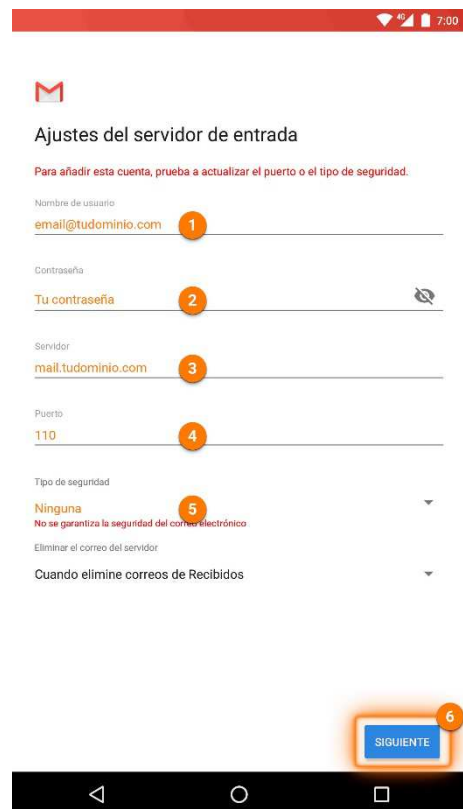 4G 7:00
Ajustes del servidor de entrada
Para añadir esta cuenta, prueba a actualizar el puerto o el tipo de seguridad.
Nombre de usuario
email@tudominio.com 1
Contraseña
Tu contraseña 2
Servidor
mail.tudominio.com 3
Puerto
110 4
Tipo de seguridad
Ninguna 5
No se garantiza la seguridad del correo electrónico
Eliminar el correo del servidor
Cuando elimine correos de Recibidos
6
SIGUIENTE